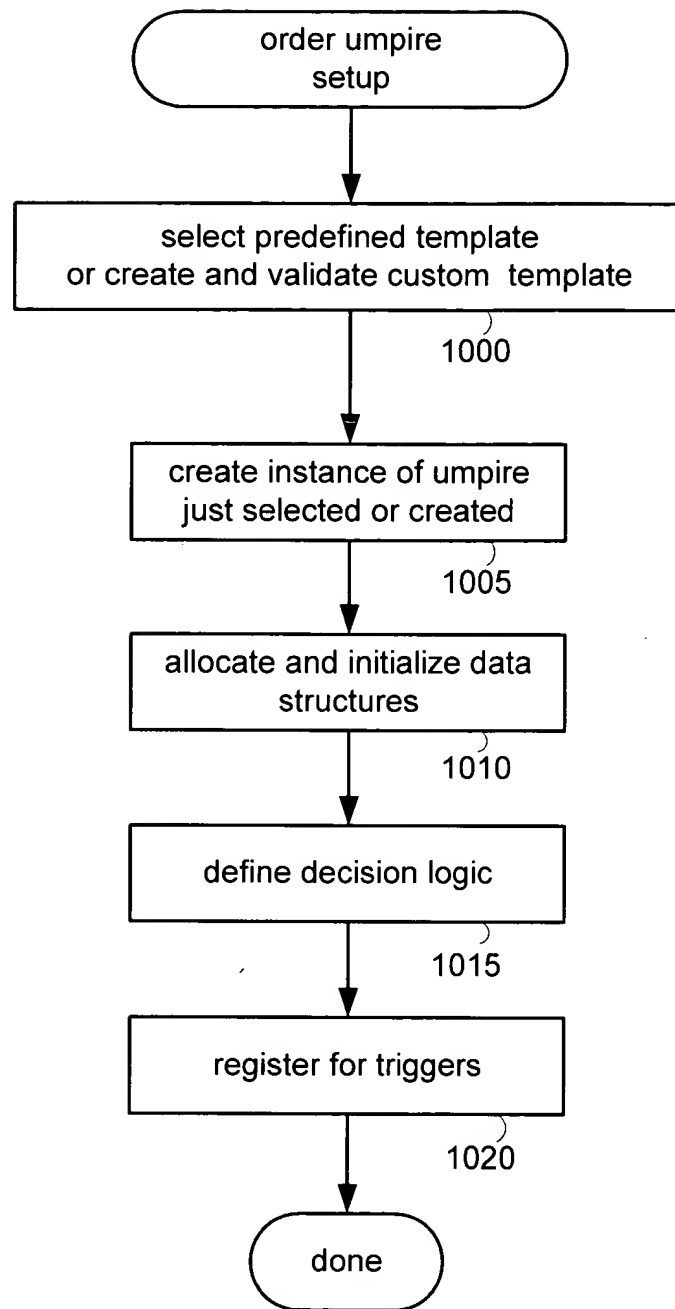 order umpire
setup
select predefined template
or create and validate custom template
1000
create instance of umpire
just selected or created
1005
allocate and initialize data
structures
1010
define decision logic
1015
register for triggers
1020
done